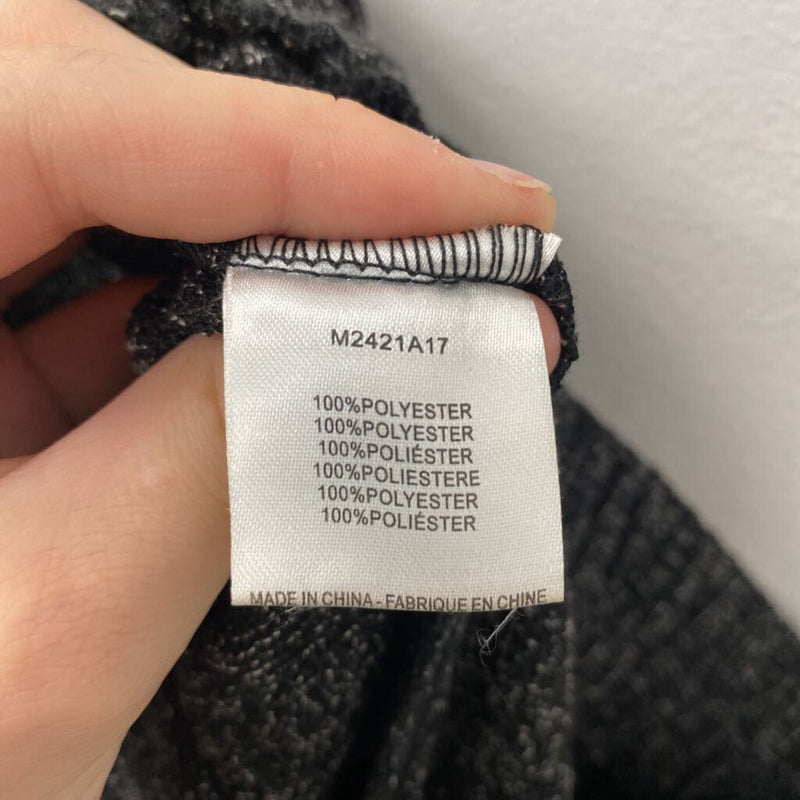 M2421A17
100%POLYESTER
100%POLYESTER
100%POLIÉSTER
100%POLIESTERE
100%POLYESTER
100%POLIÉSTER
MADE IN CHINA - FABRIQUE EN CHINE